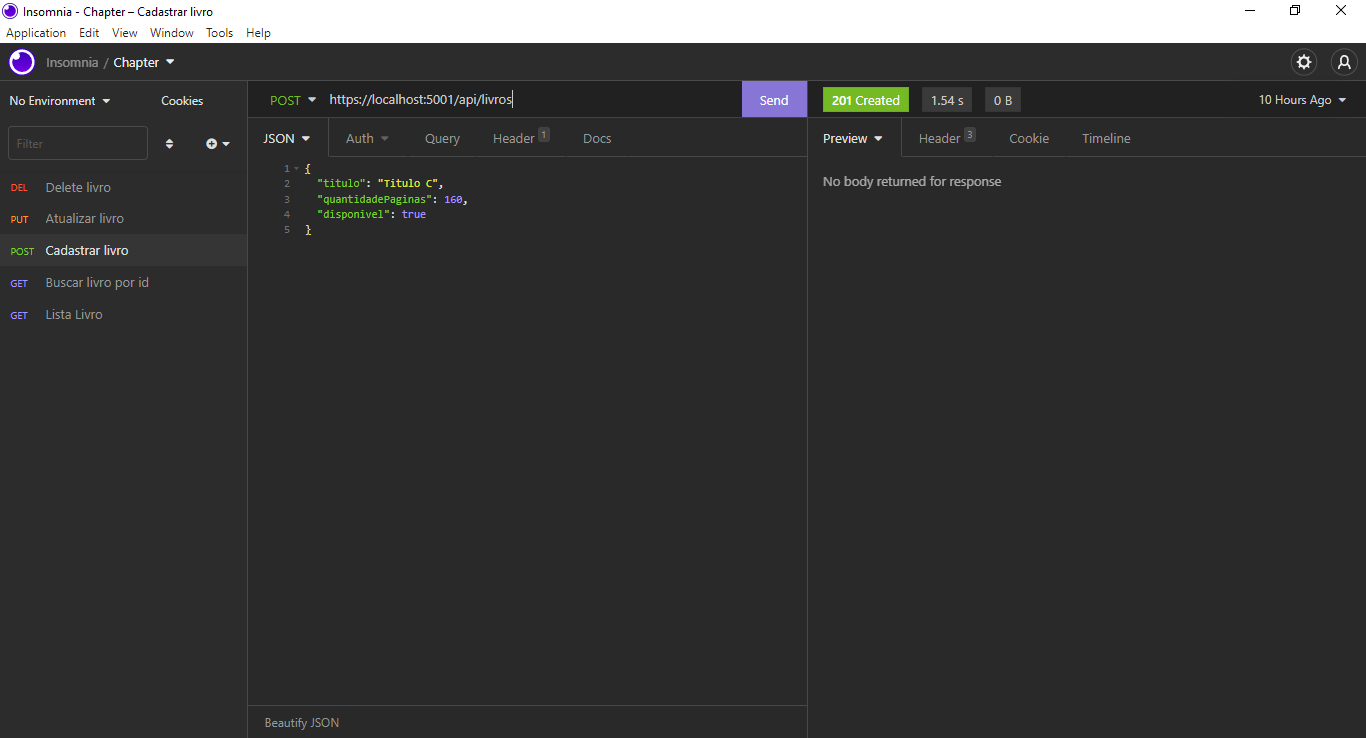 Insomnia - Chapter – Cadastrar livro
Application Edit View Window Tools Help
Insomnia / Chapter
No Environment Cookies
POST https://localhost:5001/api/livros Send
201 Created 1.54 s 0 B 10 Hours Ago
Filter
JSON Auth Query Header 1 Docs
Preview Header 3 Cookie Timeline
DEL Delete livro
PUT Atualizar livro
POST Cadastrar livro
GET Buscar livro por id
GET Lista Livro
1 {
2 "titulo": "Titulo C",
3 "quantidadePaginas": 160,
4 "disponivel": true
5 }
No body returned for response
Beautify JSON